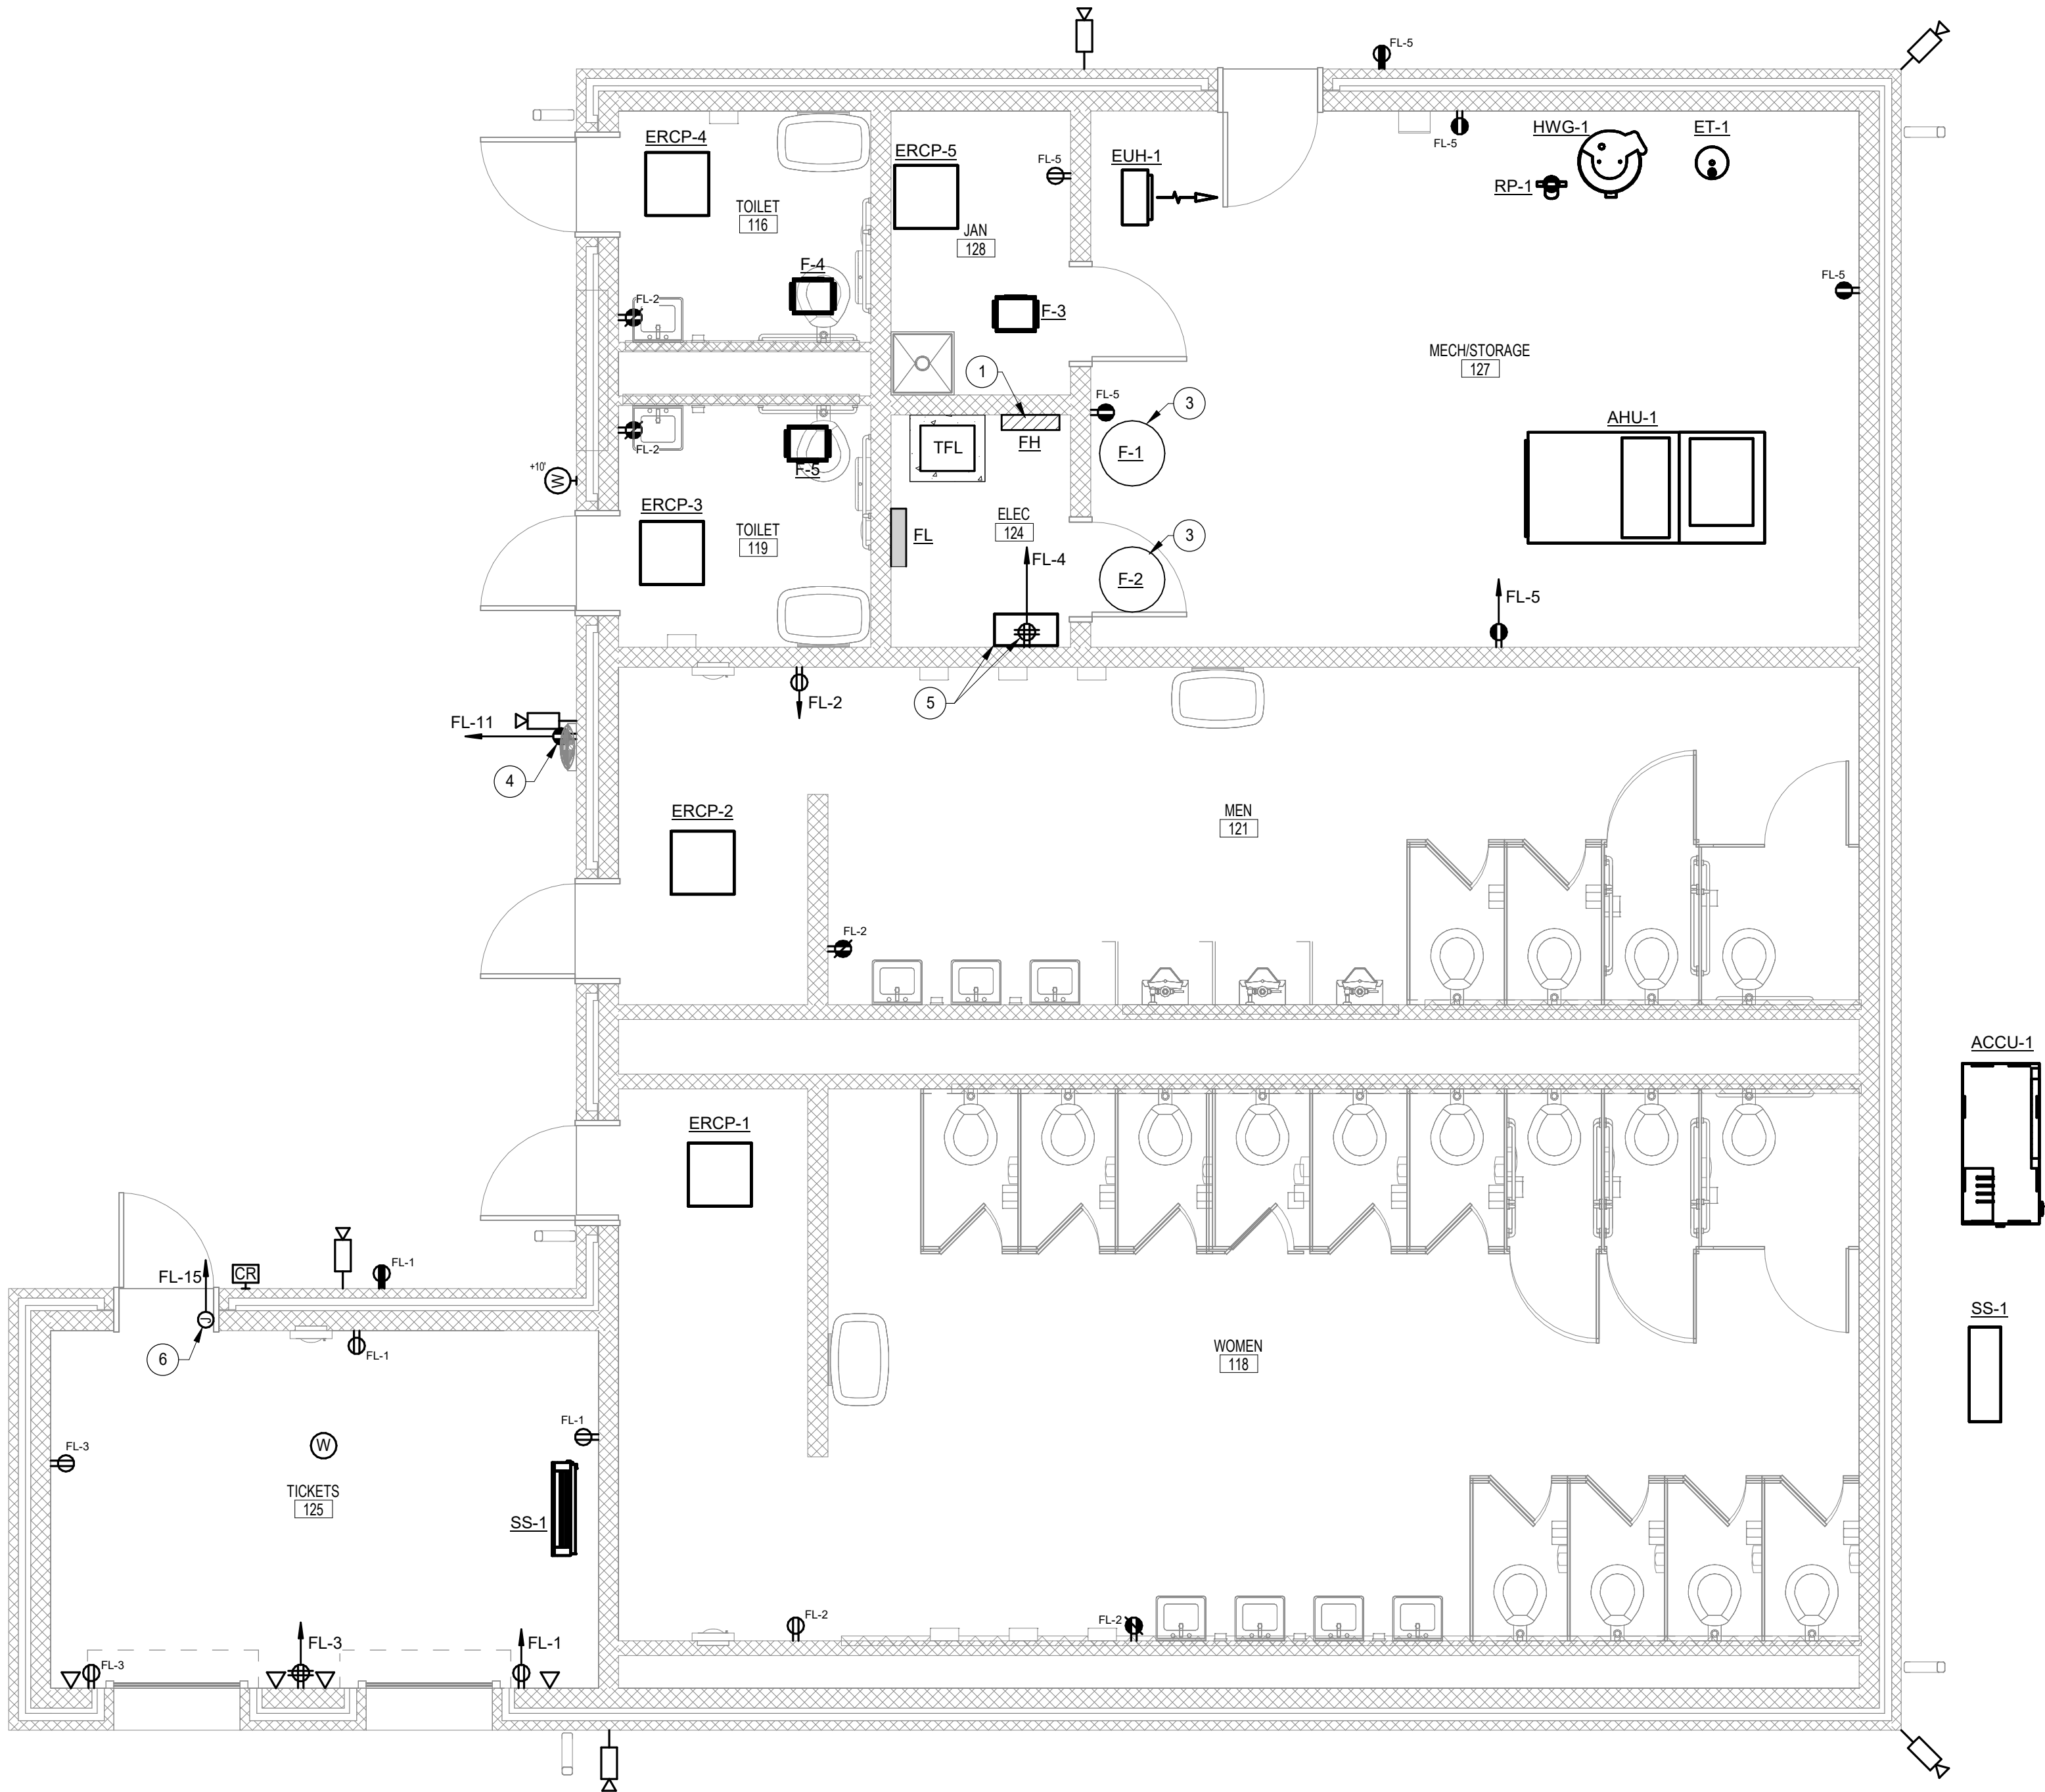 FL-5
ERCP-4
ERCP-5
FL-5
EUH-1
FL-5
HWG-1
ET-1
RP-1
TOILET
116
JAN
128
F-4
FL-2
F-3
FL-5
MECH/STORAGE
127
1
3
FL-5
FH
TFL
F-1
AHU-1
FL-2
F-5
+10'
W
ERCP-3
TOILET
119
ELEC
124
FL
3
FL-4
F-2
FL-5
FL-2
5
FL-11
4
ERCP-2
MEN
121
FL-2
ACCU-1
ERCP-1
FL-15
CR
FL-1
J
6
FL-1
SS-1
WOMEN
118
FL-1
FL-3
W
TICKETS
125
SS-1
FL-2
FL-2
FL-3
FL-3
FL-1